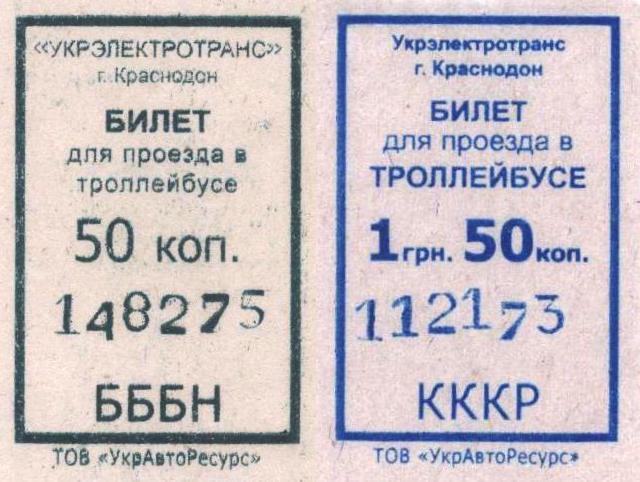 «УКРЭЛЕКТРОТРАНС»
г. Краснодон
БИЛЕТ
для проезда в
троллейбусе
50 коп.
148275
БББН
ТОВ «УкрАвтоРесурс»
Укрэлектротранс
г. Краснодон
БИЛЕТ
для проезда в
ТРОЛЛЕЙБУСЕ
1грн. 50коп.
112173
КККР
ТОВ «УкрАвтоРесурс»